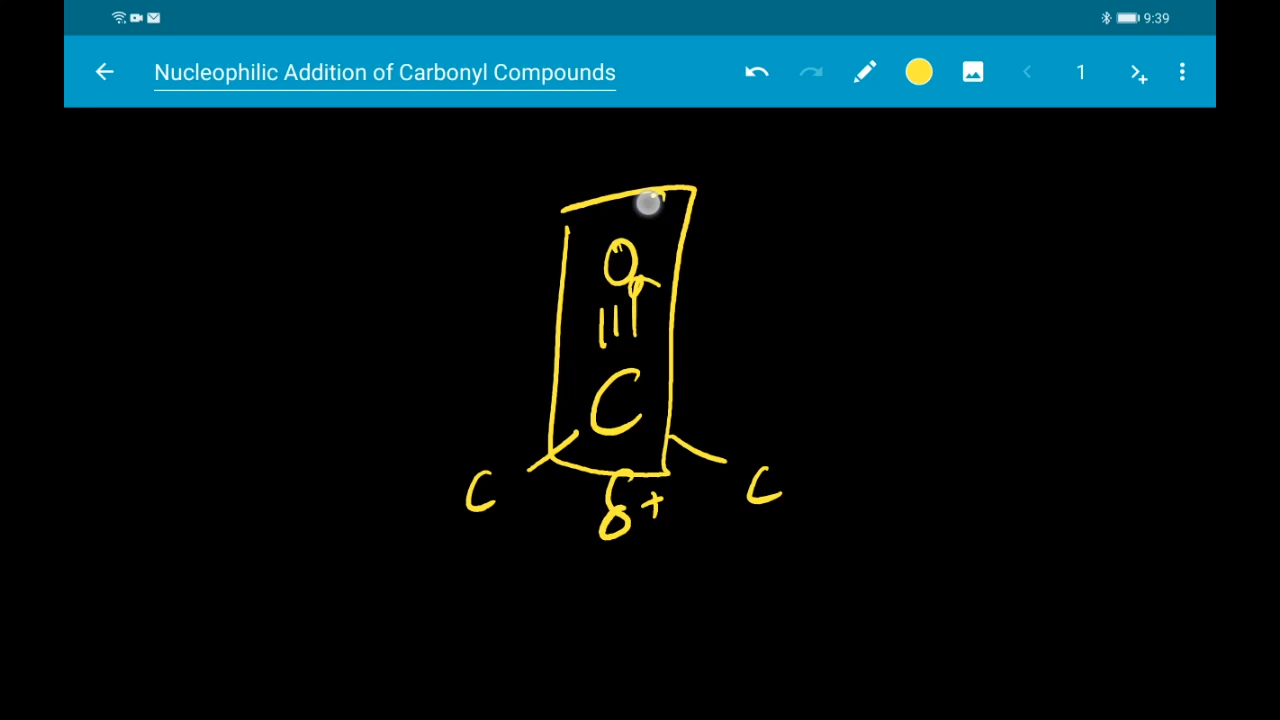 9:39
Nucleophilic Addition of Carbonyl Compounds
1
O
C
C C
δ+